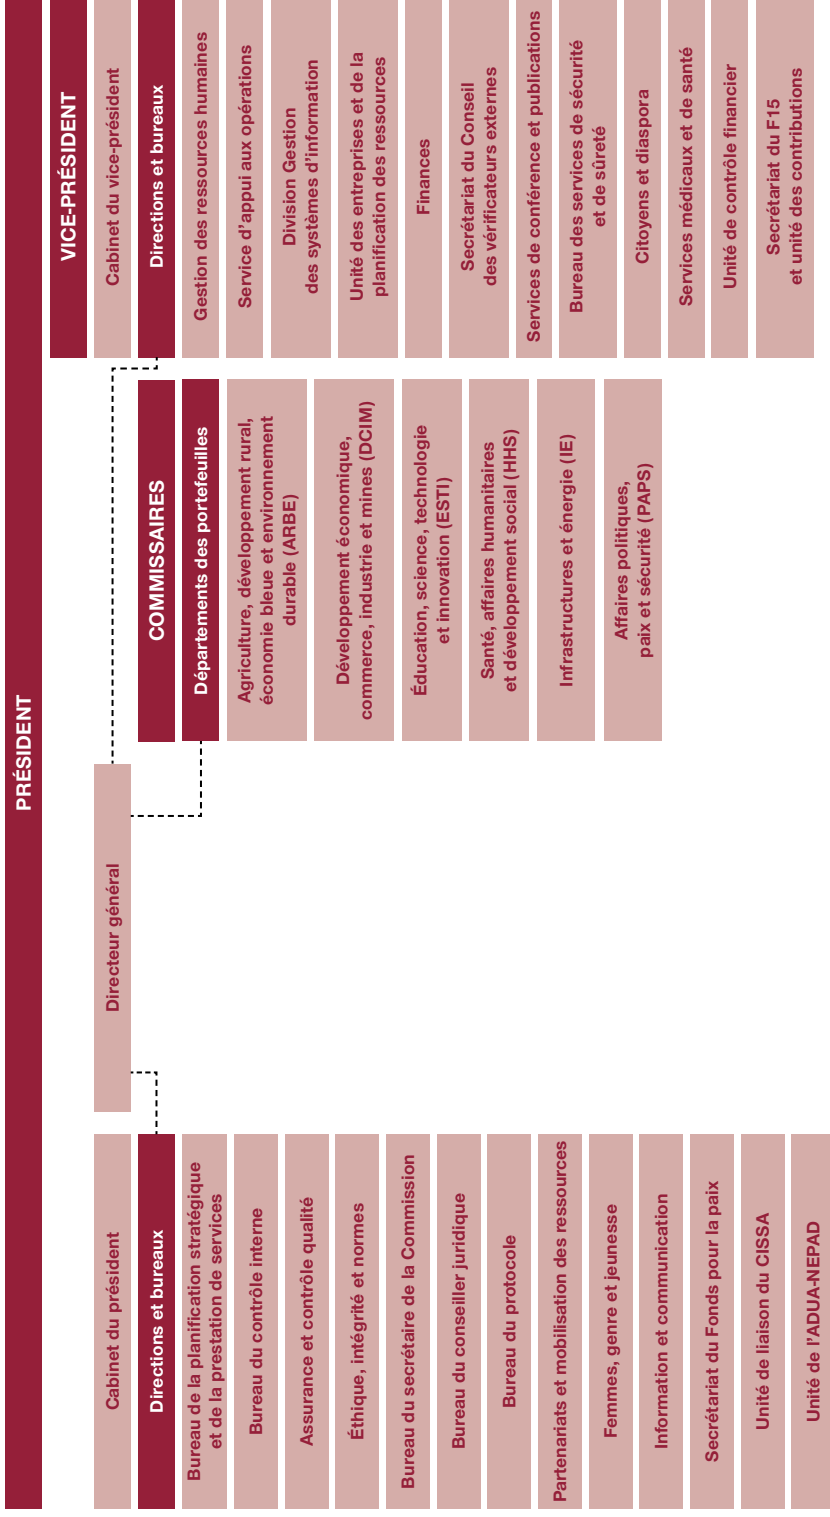 PRÉSIDENT
Cabinet du président
Directions et bureaux
Bureau de la planification stratégique
et de la prestation de services
Bureau du contrôle interne
Assurance et contrôle qualité
Éthique, intégrité et normes
Bureau du secrétaire de la Commission
Bureau du conseiller juridique
Bureau du protocole
Partenariats et mobilisation des ressources
Femmes, genre et jeunesse
Information et communication
Secrétariat du Fonds pour la paix
Unité de liaison du CISSA
Unité de l'ADUA-NEPAD
Directeur général
COMMISSAIRES
Départements des portefeuilles
Agriculture, développement rural,
économie bleue et environnement
durable (ARBE)
Développement économique,
commerce, industrie et mines (DCIM)
Éducation, science, technologie
et innovation (ESTI)
Santé, affaires humanitaires
et développement social (HHS)
Infrastructures et énergie (IE)
Affaires politiques,
paix et sécurité (PAPS)
VICE-PRÉSIDENT
Cabinet du vice-président
Directions et bureaux
Gestion des ressources humaines
Service d'appui aux opérations
Division Gestion
des systèmes d'information
Unité des entreprises et de la
planification des ressources
Finances
Secrétariat du Conseil
des vérificateurs externes
Services de conférence et publications
Bureau des services de sécurité
et de sûreté
Citoyens et diaspora
Services médicaux et de santé
Unité de contrôle financier
Secrétariat du F15
et unité des contributions